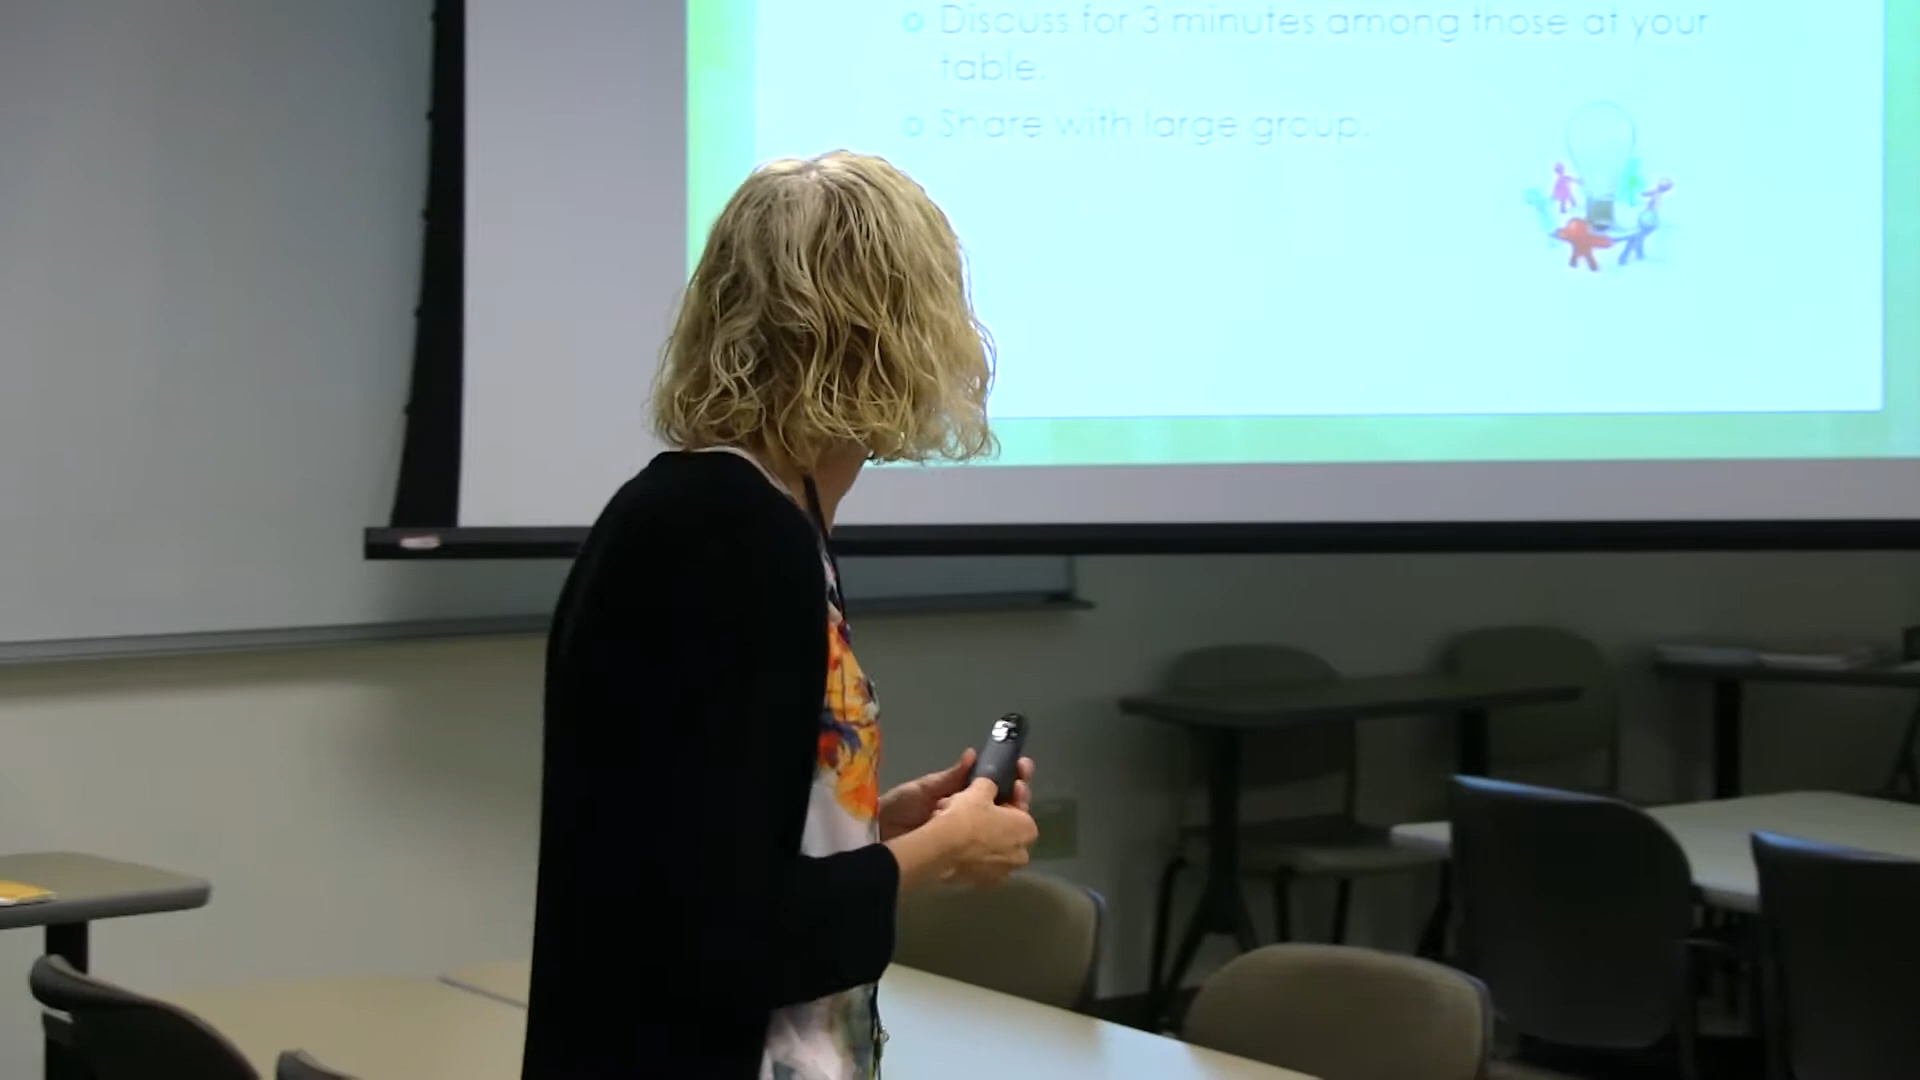 Discuss for 3 minutes among those at your
table.
Share with large group.